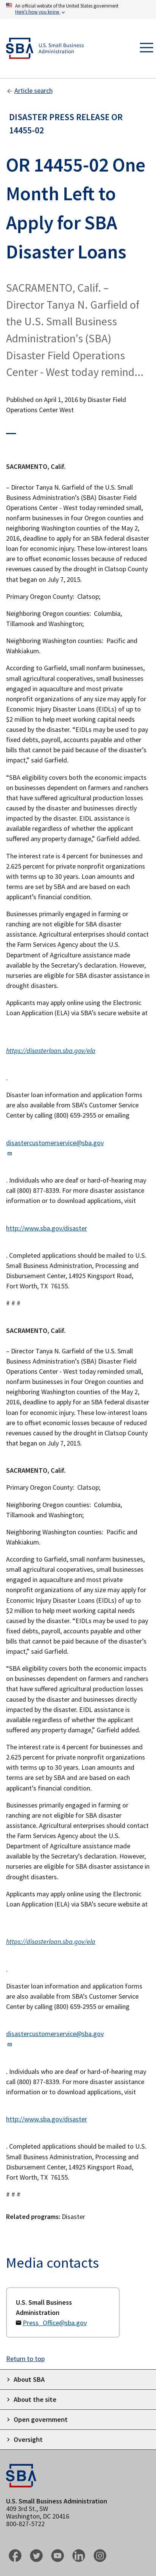 An official website of the United States government
Here's how you know
SBA
U.S. Small Business
Administration
Article search
DISASTER PRESS RELEASE OR
14455-02
OR 14455-02 One
Month Left to
Apply for SBA
Disaster Loans
SACRAMENTO, Calif. –
Director Tanya N. Garfield of
the U.S. Small Business
Administration's (SBA)
Disaster Field Operations
Center - West today remind...
Published on April 1, 2016 by Disaster Field
Operations Center West
SACRAMENTO, Calif.
– Director Tanya N. Garfield of the U.S. Small
Business Administration's (SBA) Disaster Field
Operations Center - West today remind small,
nonfarm businesses in four Oregon counties and
neighboring Washington counties of the May 2,
2016, deadline to apply for an SBA federal disaster
loan for economic injury. These low-interest loans
are to offset economic losses because of reduced
revenues caused by the drought in Clatsop County
that began on July 7, 2015.
Primary Oregon County: Clatsop;
Neighboring Oregon counties: Columbia,
Tillamook and Washington;
Neighboring Washington counties: Pacific and
Wahkiakum.
According to Garfield, small nonfarm businesses,
small agricultural cooperatives, small businesses
engaged in aquaculture and most private
nonprofit organizations of any size may apply for
Economic Injury Disaster Loans (EIDLs) of up to
$2 million to help meet working capital needs
caused by the disaster. "EIDLs may be used to pay
fixed debts, payroll, accounts payable and other
bills that cannot be paid because of the disaster's
impact," said Garfield.
"SBA eligibility covers both the economic impacts
on businesses dependent on farmers and ranchers
that have suffered agricultural production losses
caused by the disaster and businesses directly
impacted by the disaster. EIDL assistance is
available regardless of whether the applicant
suffered any property damage," Garfield added.
The interest rate is 4 percent for businesses and
2.625 percent for private nonprofit organizations
with terms up to 30 years. Loan amounts and
terms are set by SBA and are based on each
applicant's financial condition.
Businesses primarily engaged in farming or
ranching are not eligible for SBA disaster
assistance. Agricultural enterprises should contact
the Farm Services Agency about the U.S.
Department of Agriculture assistance made
available by the Secretary's declaration. However,
nurseries are eligible for SBA disaster assistance in
drought disasters.
Applicants may apply online using the Electronic
Loan Application (ELA) via SBA's secure website at
https://disasterloan.sba.gov/ela
.
Disaster loan information and application forms
are also available from SBA's Customer Service
Center by calling (800) 659-2955 or emailing
disastercustomerservice@sba.gov
. Individuals who are deaf or hard-of-hearing may
call (800) 877-8339. For more disaster assistance
information or to download applications, visit
http://www.sba.gov/disaster
. Completed applications should be mailed to U.S.
Small Business Administration, Processing and
Disbursement Center, 14925 Kingsport Road,
Fort Worth, TX 76155.
# # #
SACRAMENTO, Calif.
– Director Tanya N. Garfield of the U.S. Small
Business Administration's (SBA) Disaster Field
Operations Center - West today remind small,
nonfarm businesses in four Oregon counties and
neighboring Washington counties of the May 2,
2016, deadline to apply for an SBA federal disaster
loan for economic injury. These low-interest loans
are to offset economic losses because of reduced
revenues caused by the drought in Clatsop County
that began on July 7, 2015.
SACRAMENTO, Calif.
Primary Oregon County: Clatsop;
Neighboring Oregon counties: Columbia,
Tillamook and Washington;
Neighboring Washington counties: Pacific and
Wahkiakum.
According to Garfield, small nonfarm businesses,
small agricultural cooperatives, small businesses
engaged in aquaculture and most private
nonprofit organizations of any size may apply for
Economic Injury Disaster Loans (EIDLs) of up to
$2 million to help meet working capital needs
caused by the disaster. "EIDLs may be used to pay
fixed debts, payroll, accounts payable and other
bills that cannot be paid because of the disaster's
impact," said Garfield.
"SBA eligibility covers both the economic impacts
on businesses dependent on farmers and ranchers
that have suffered agricultural production losses
caused by the disaster and businesses directly
impacted by the disaster. EIDL assistance is
available regardless of whether the applicant
suffered any property damage," Garfield added.
The interest rate is 4 percent for businesses and
2.625 percent for private nonprofit organizations
with terms up to 30 years. Loan amounts and
terms are set by SBA and are based on each
applicant's financial condition.
Businesses primarily engaged in farming or
ranching are not eligible for SBA disaster
assistance. Agricultural enterprises should contact
the Farm Services Agency about the U.S.
Department of Agriculture assistance made
available by the Secretary's declaration. However,
nurseries are eligible for SBA disaster assistance in
drought disasters.
Applicants may apply online using the Electronic
Loan Application (ELA) via SBA's secure website at
https://disasterloan.sba.gov/ela
.
Disaster loan information and application forms
are also available from SBA's Customer Service
Center by calling (800) 659-2955 or emailing
disastercustomerservice@sba.gov
. Individuals who are deaf or hard-of-hearing may
call (800) 877-8339. For more disaster assistance
information or to download applications, visit
http://www.sba.gov/disaster
. Completed applications should be mailed to U.S.
Small Business Administration, Processing and
Disbursement Center, 14925 Kingsport Road,
Fort Worth, TX 76155.
# # #
Related programs: Disaster
Media contacts
U.S. Small Business
Administration
Press_Office@sba.gov
Return to top
About SBA
About the site
Open government
Oversight
SBA
U.S. Small Business Administration
409 3rd St., SW
Washington, DC 20416
800-827-5722